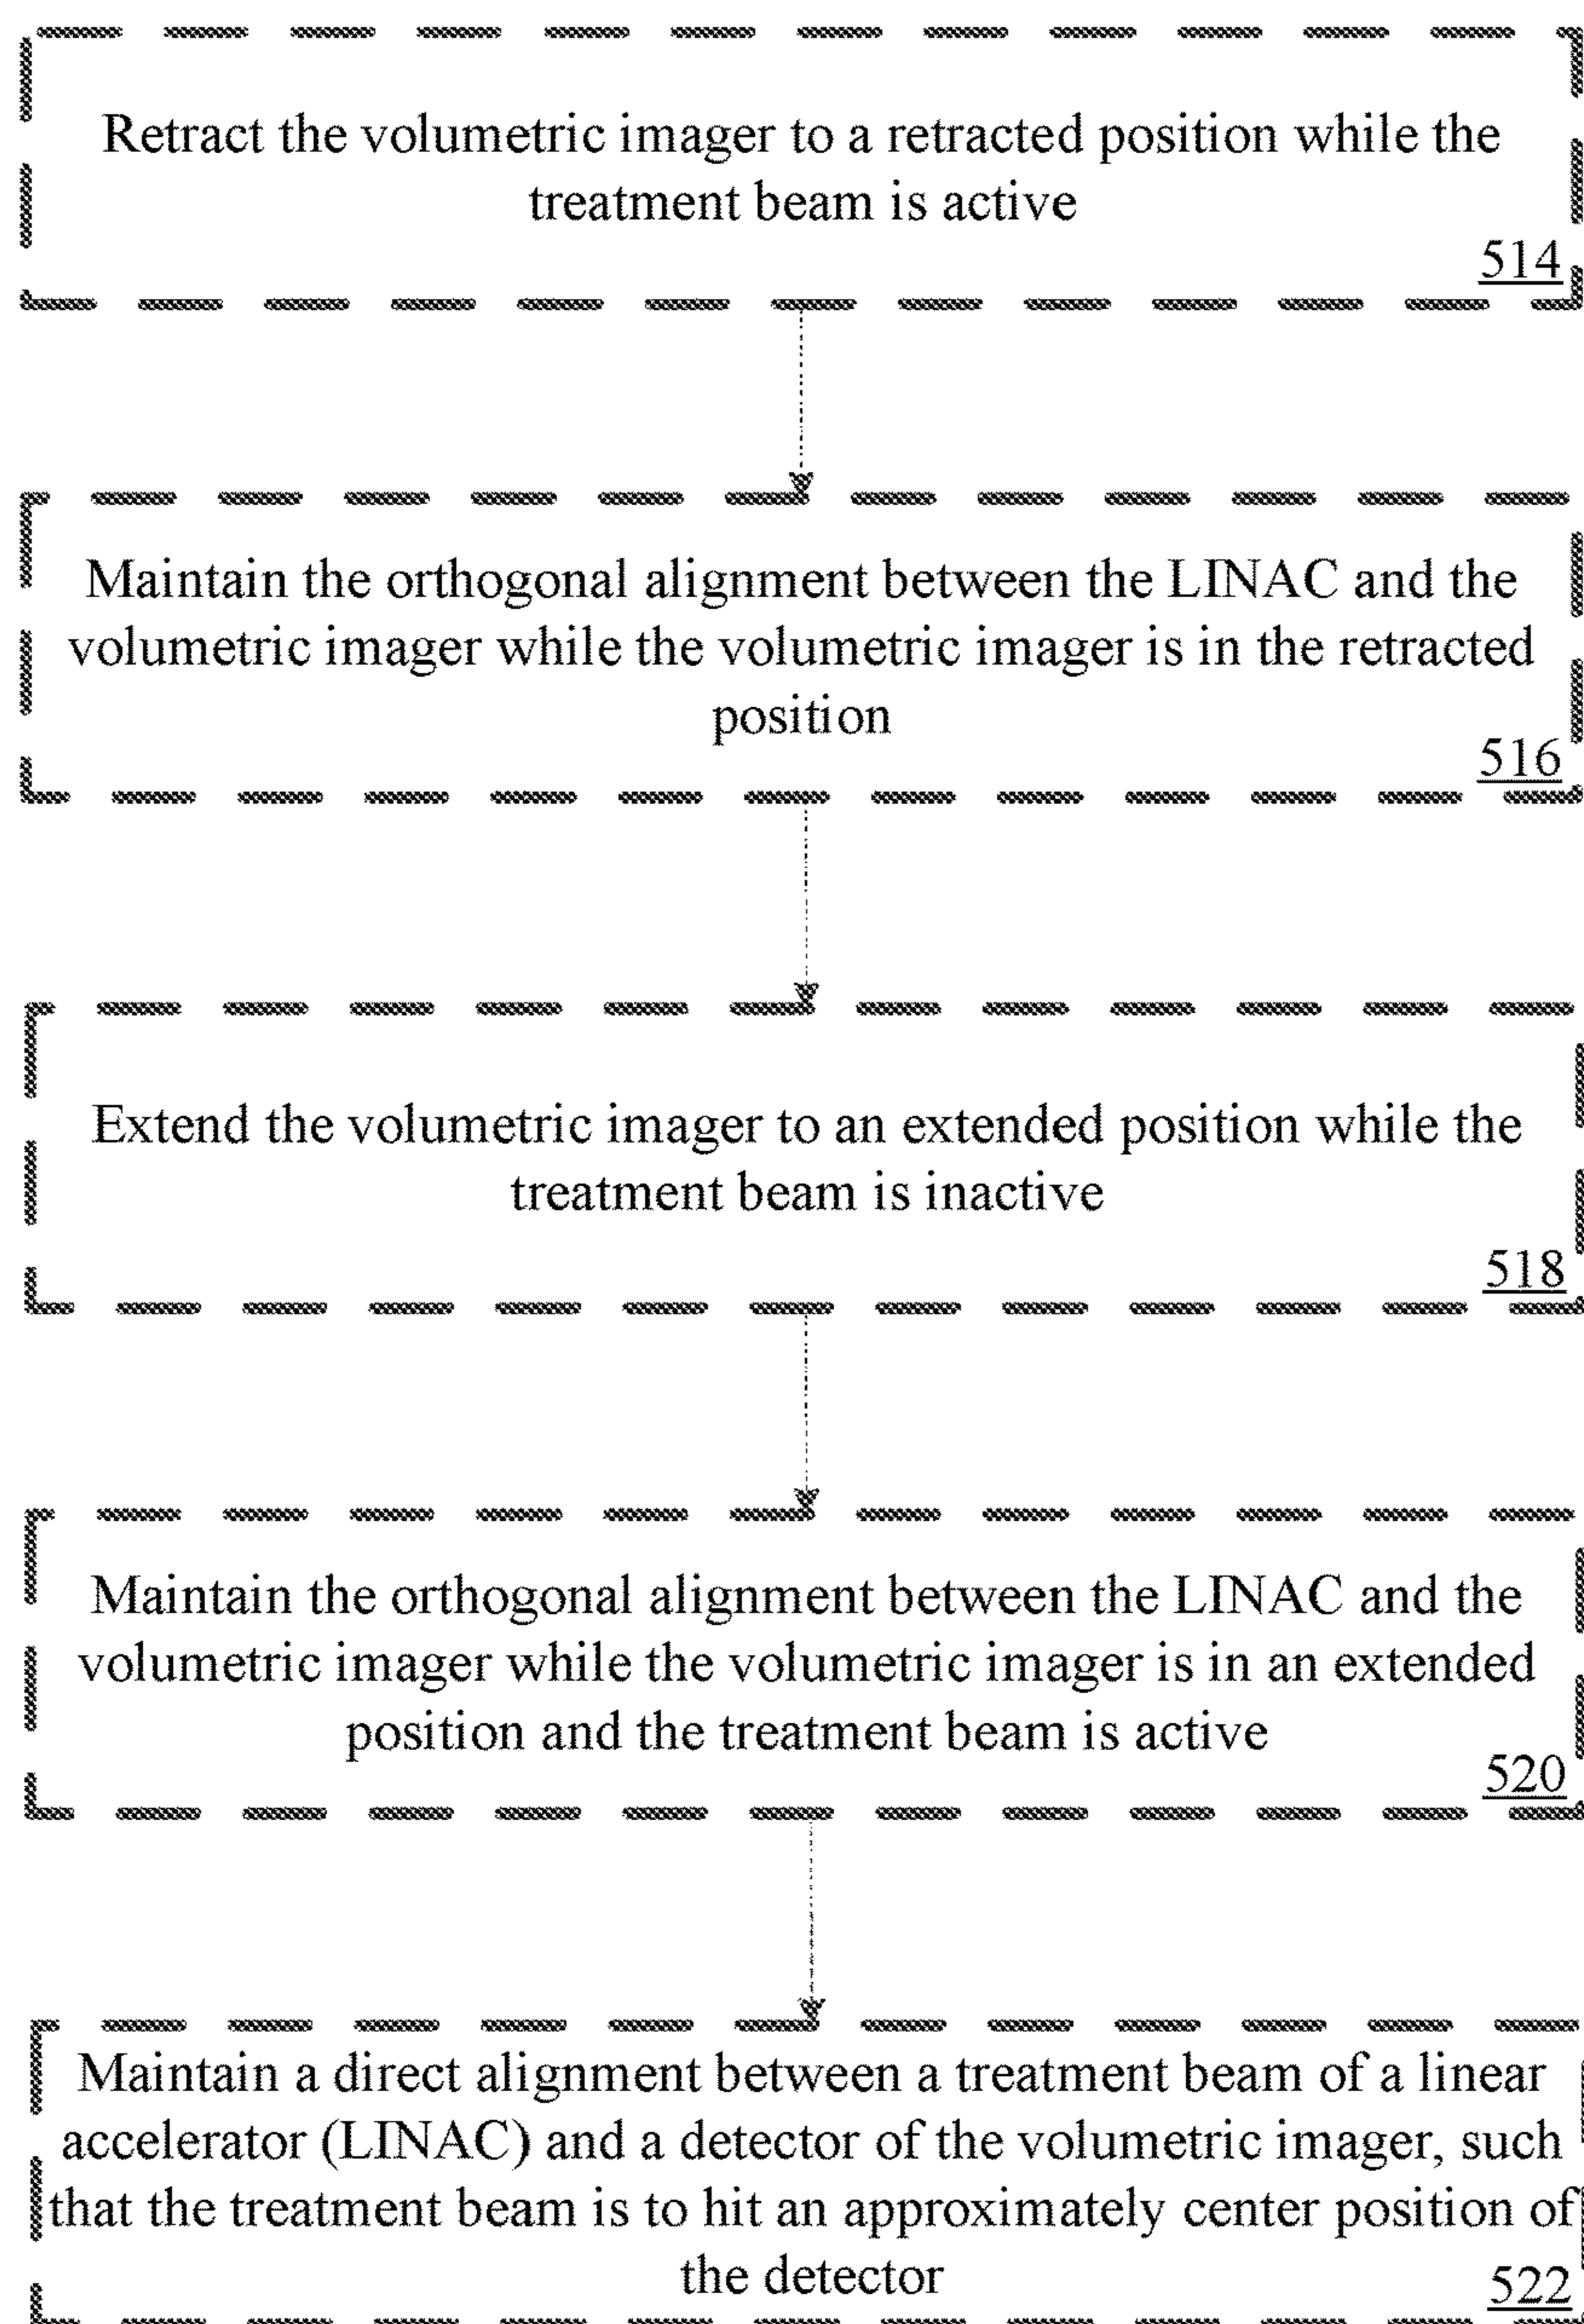 Retract the volumetric imager to a retracted position while the
treatment beam is active
514
Maintain the orthogonal alignment between the LINAC and the
volumetric imager while the volumetric imager is in the retracted
position
516
Extend the volumetric imager to an extended position while the
treatment beam is inactive
518
Maintain the orthogonal alignment between the LINAC and the
volumetric imager while the volumetric imager is in an extended
position and the treatment beam is active
520
Maintain a direct alignment between a treatment beam of a linear
accelerator (LINAC) and a detector of the volumetric imager, such
that the treatment beam is to hit an approximately center position of
the detector
522